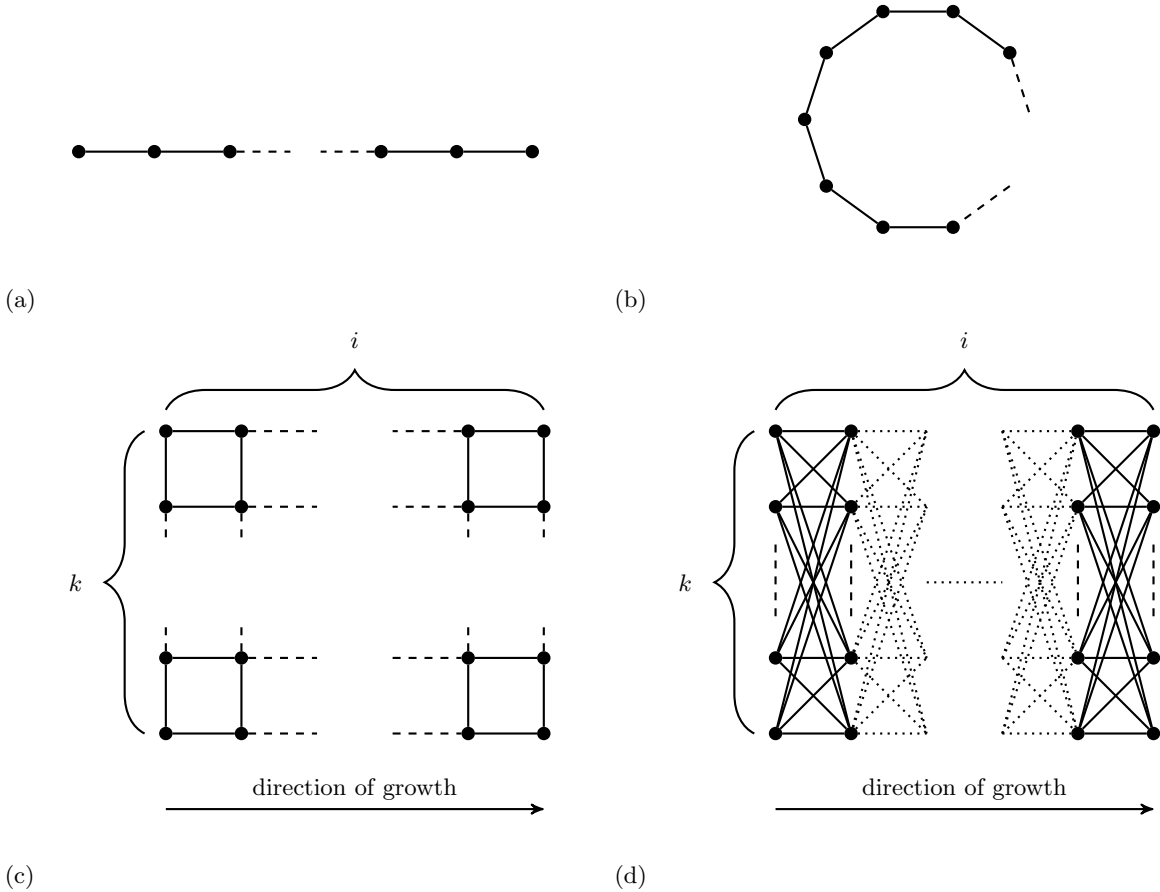 (a)
(b)
i
k
direction of growth
(c)
i
k
direction of growth
(d)